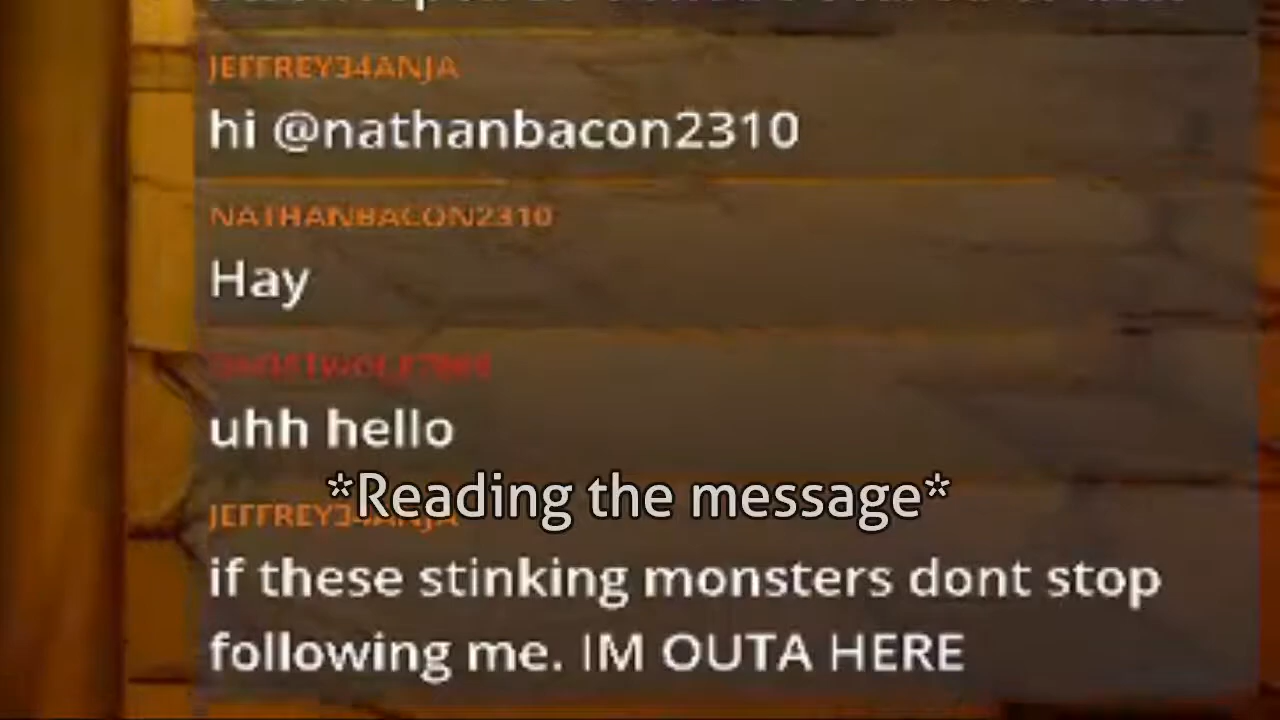 JEFFREY34ANJA
hi @nathanbacon2310
NATHANBACON2310
Hay
uhh hello
*Reading the message*
JEFFREY34ANJA
if these stinking monsters dont stop
following me. IM OUTA HERE